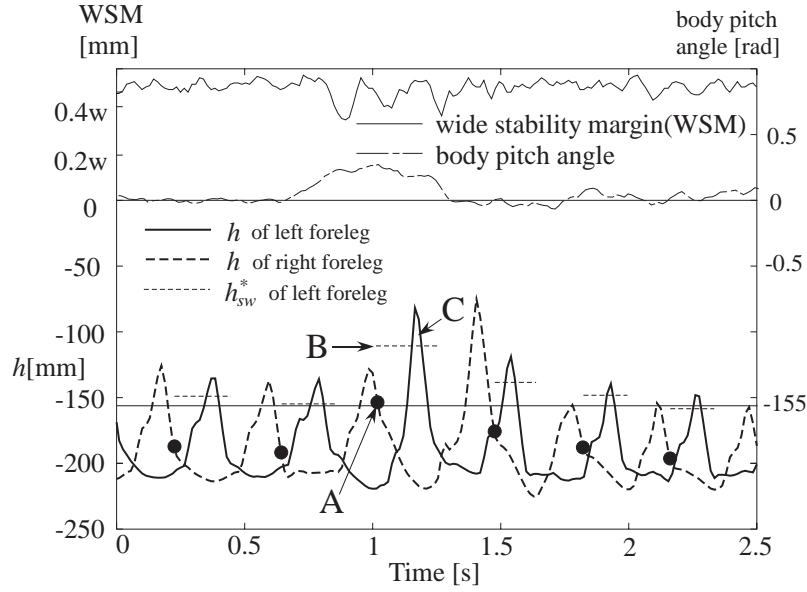 WSM
[mm]
body pitch
angle [rad]
0.4w
0.2w
0
0.5
0
-0.5
wide stability margin(WSM)
body pitch angle
h of left foreleg
h of right foreleg
h*sw of left foreleg
-50
-100
-150
-200
-250
h[mm]
B
C
A
-155
0
0.5
1
1.5
2
2.5
Time [s]